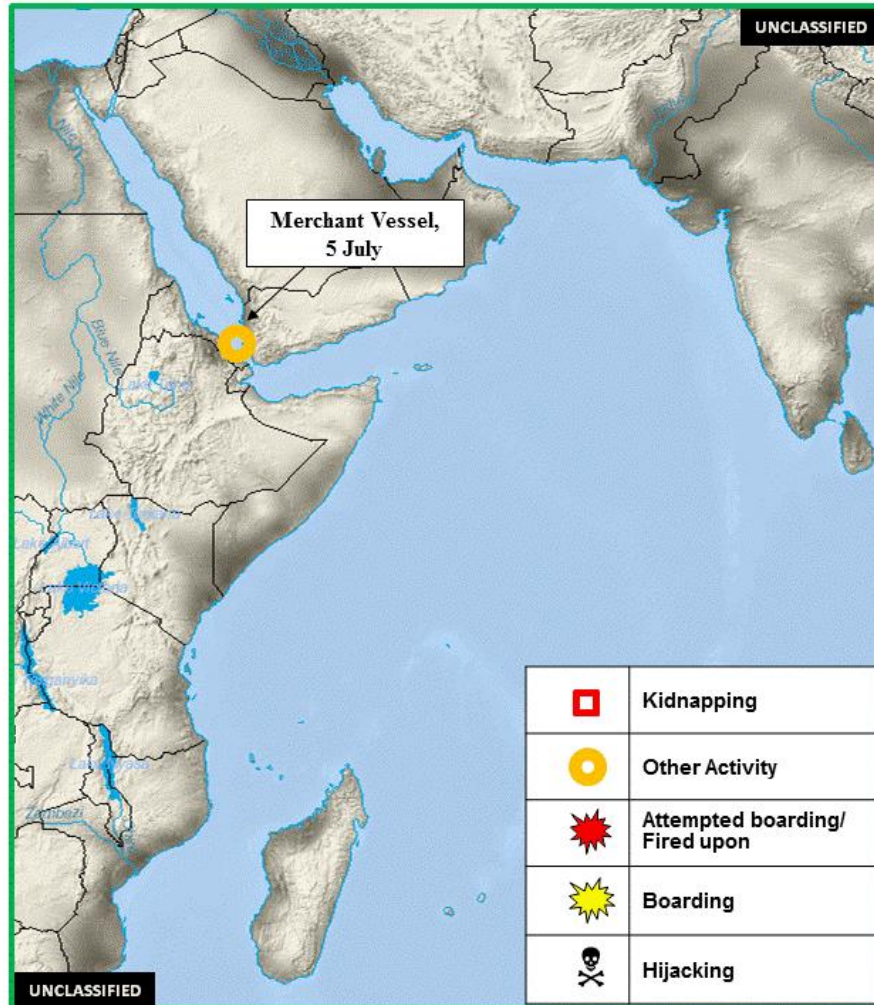 UNCLASSIFIED
Nile
Merchant Vessel,
5 July
Blue Nile
White Nile
Lake Tana
Lake Turkana
Lake Albert
Lake Victoria
Tanganyika
Lake Nyasa
Zambezi
Kidnapping
Other Activity
Attempted boarding/
Fired upon
Boarding
Hijacking
UNCLASSIFIED